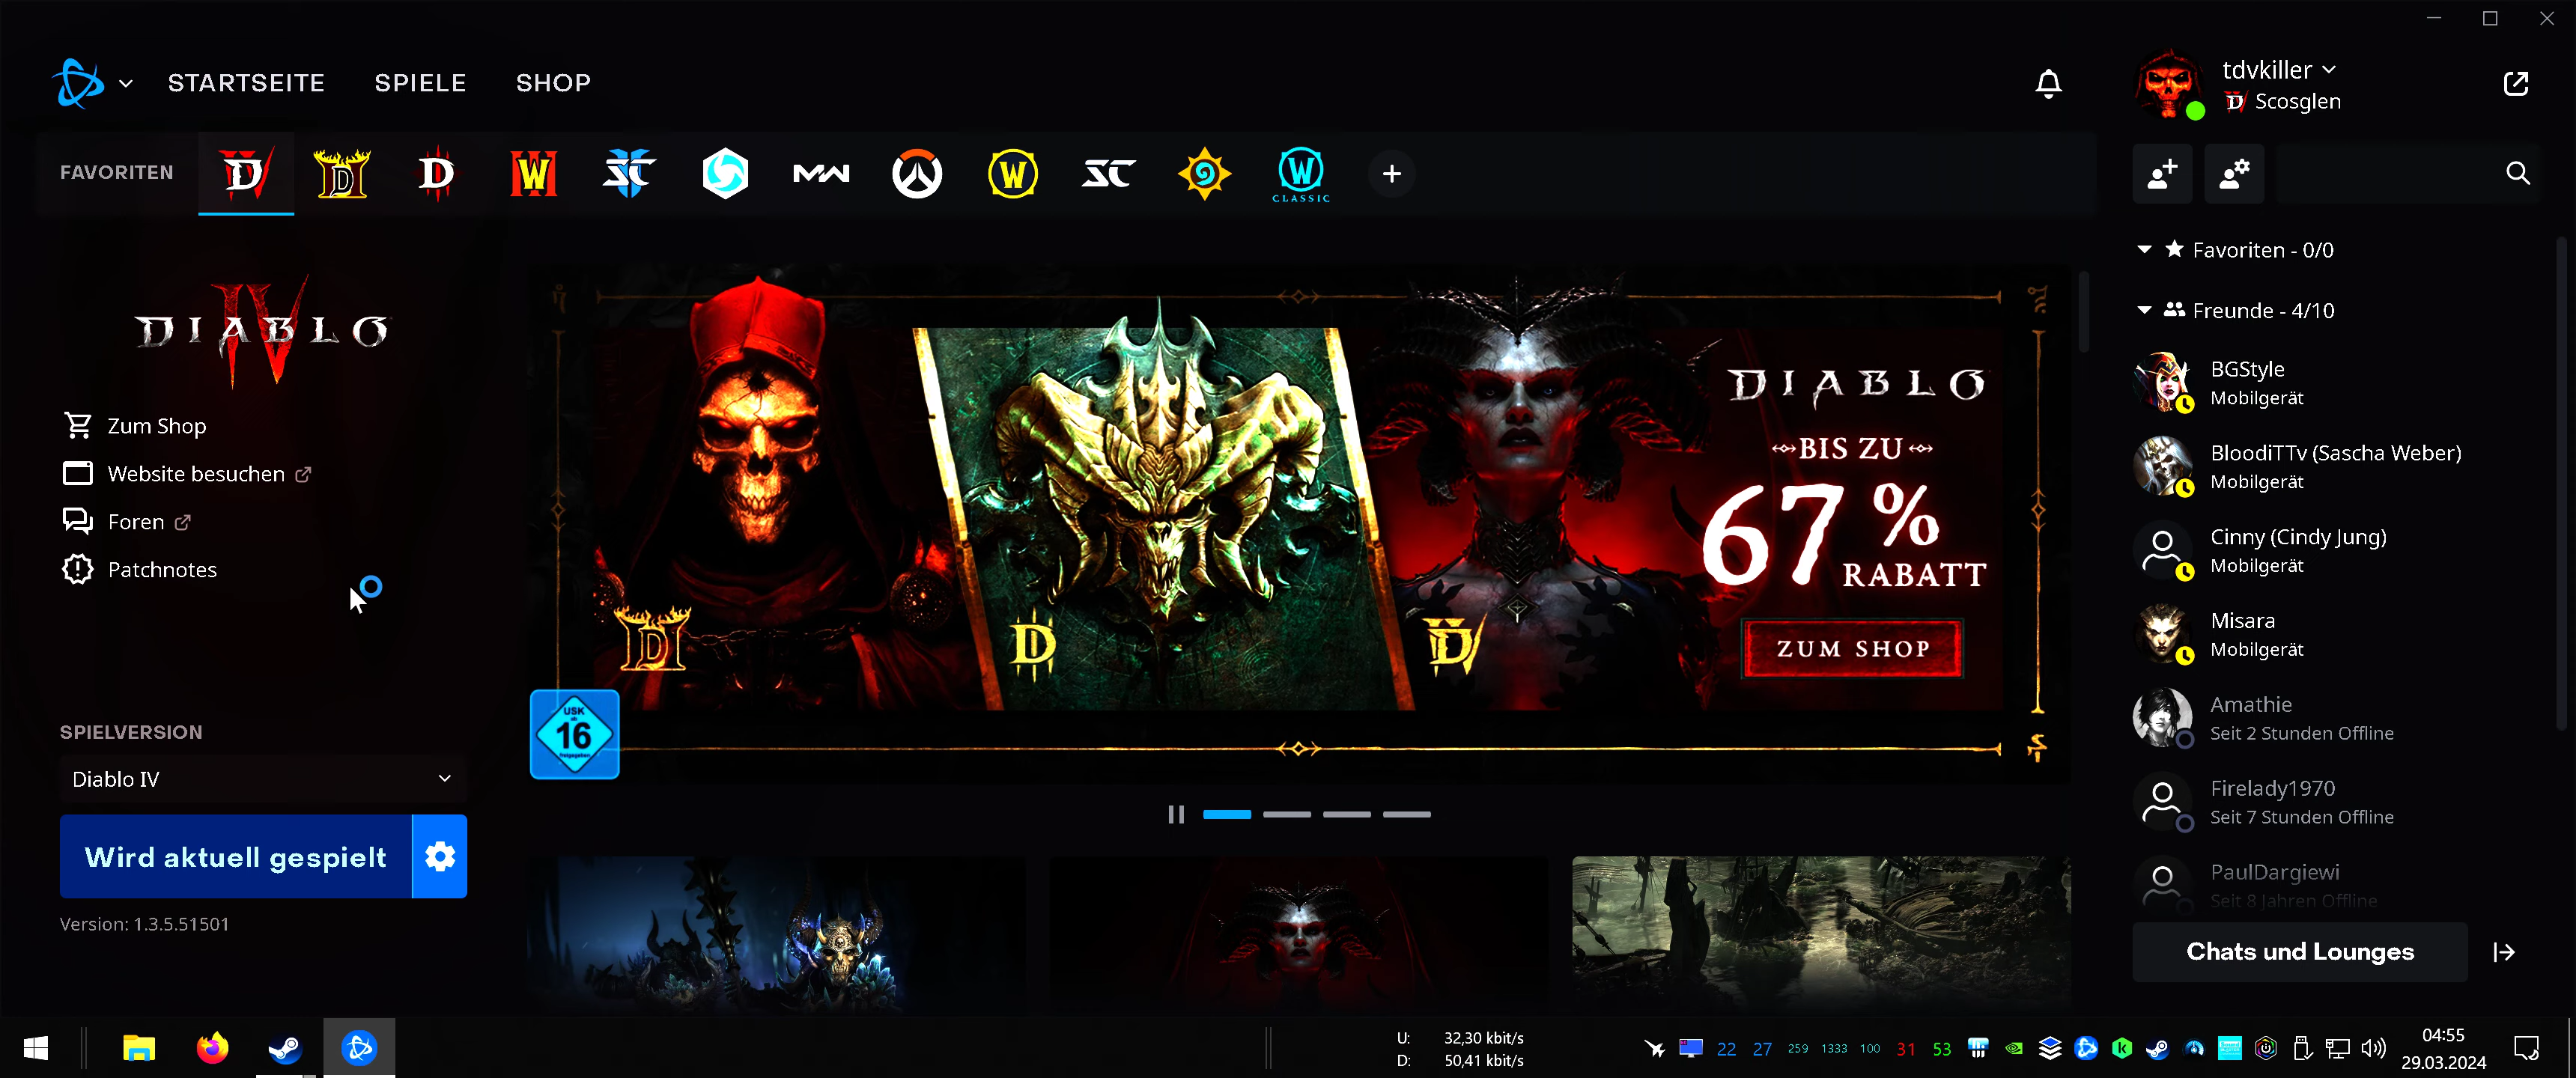 STARTSEITE SPIELE SHOP
tdvkiller
Scosglen
FAVORITEN
CLASSIC
DIABLO IV
Zum Shop
Website besuchen
Foren
Patchnotes
DIABLO
BIS ZU
67%
RABATT
ZUM SHOP
USK
ab
16
freigegeben
SPIELVERSION
Diablo IV
Wird aktuell gespielt
Version: 1.3.5.51501
Favoriten - 0/0
Freunde - 4/10
BGStyle
Mobilgerät
BloodiTTv (Sascha Weber)
Mobilgerät
Cinny (Cindy Jung)
Mobilgerät
Misara
Mobilgerät
Amathie
Seit 2 Stunden Offline
Firelady1970
Seit 7 Stunden Offline
PaulDargiewi
Seit 8 Jahren Offline
Chats und Lounges
U: 32,30 kbit/s
D: 50,41 kbit/s
22 27 259 1333 100 31 53
04:55
29.03.2024